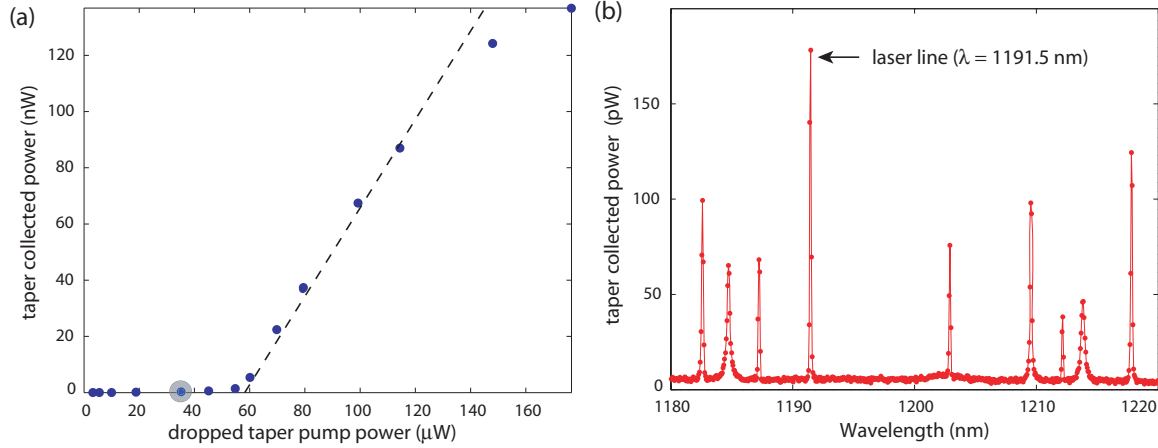 (a)
taper collected power (nW)
120
100
80
60
40
20
0
0 20 40 60 80 100 120 140 160
dropped taper pump power (μW)
(b)
taper collected power (pW)
150
100
50
0
laser line (λ = 1191.5 nm)
1180 1190 1200 1210 1220
Wavelength (nm)